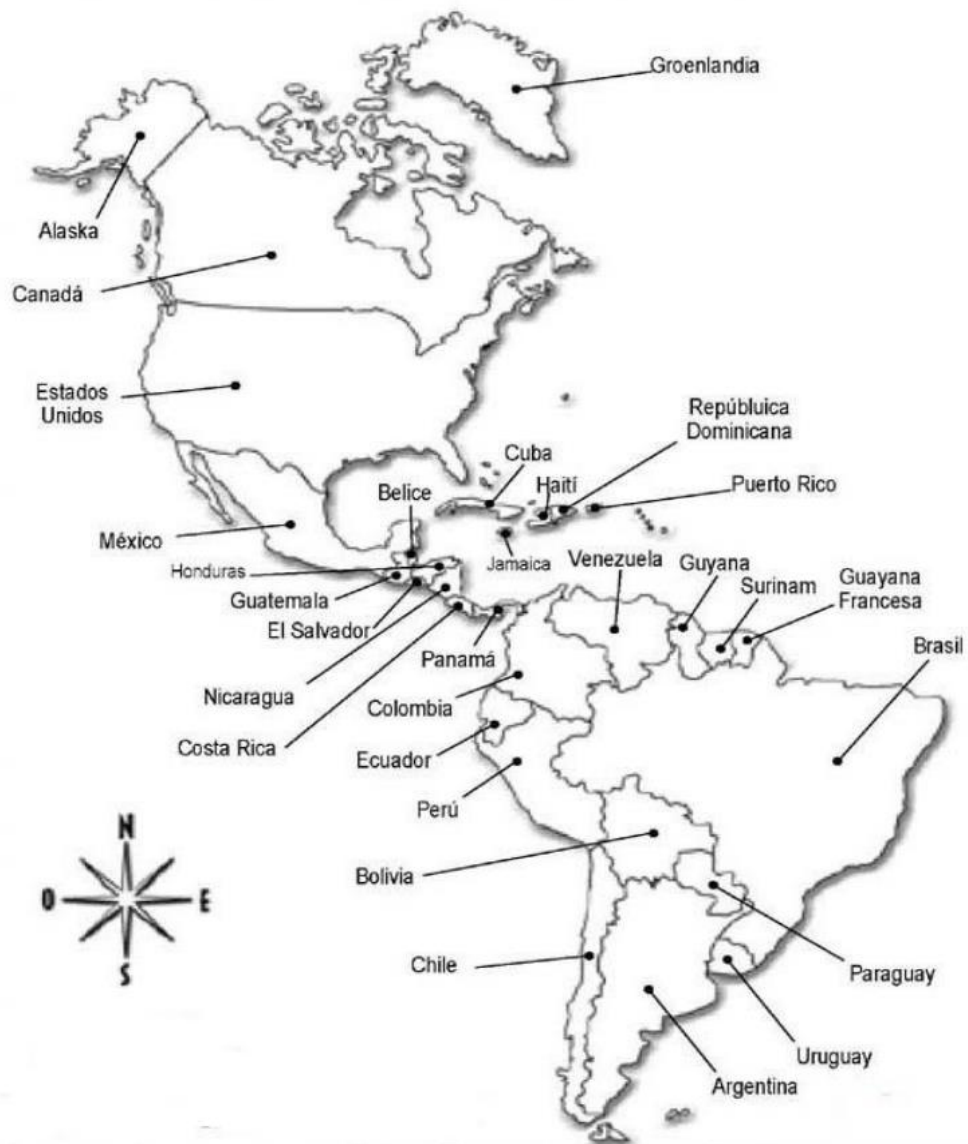 Groenlandia
Alaska
Canadá
Estados
Unidos
Repúbluica
Dominicana
Cuba
Haití
Puerto Rico
Belice
México
Jamaica
Venezuela
Guyana
Surinam
Guayana
Francesa
Honduras
Guatemala
El Salvador
Brasil
Panamá
Nicaragua
Colombia
Costa Rica
Ecuador
Perú
N
O
E
S
Bolivia
Chile
Paraguay
Uruguay
Argentina